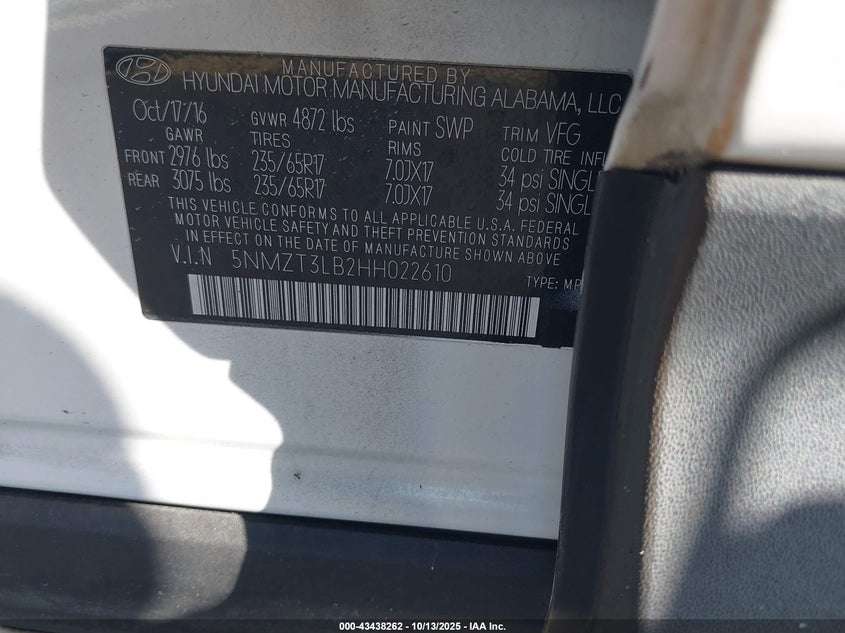 MANUFACTURED BY
HYUNDAI MOTOR MANUFACTURING ALABAMA, LLC
Oct/17/16 GVWR 4872 lbs PAINT SWP TRIM VFG
GAWR TIRES RIMS COLD TIRE INFL
FRONT 2976 lbs 235/65R17 7.0JX17 34 psi SINGLE
REAR 3075 lbs 235/65R17 7.0JX17 34 psi SINGLE
THIS VEHICLE CONFORMS TO ALL APPLICABLE U.S.A. FEDERAL
MOTOR VEHICLE SAFETY AND THEFT PREVENTION STANDARDS
IN EFFECT ON THE DATE OF MANUFACTURE SHOWN ABOVE
V.I.N 5NMZT3LB2HH022610
TYPE: MP
000-43438262 - 10/13/2025 - IAA Inc.